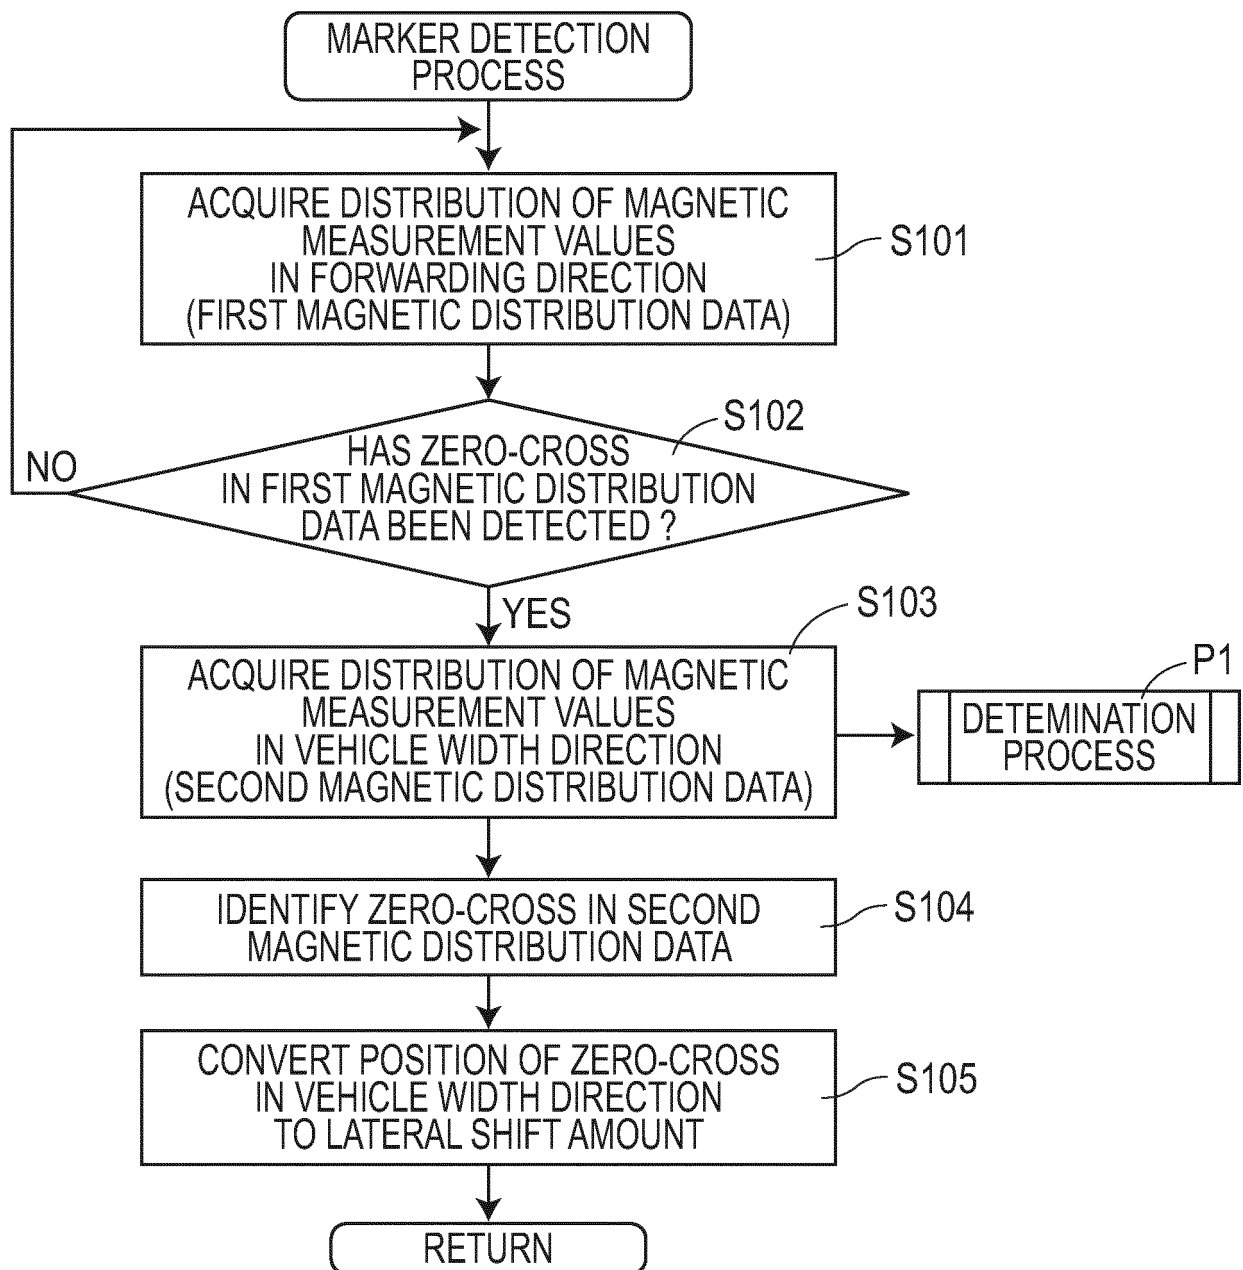 MARKER DETECTION
PROCESS
ACQUIRE DISTRIBUTION OF MAGNETIC
MEASUREMENT VALUES
IN FORWARDING DIRECTION
(FIRST MAGNETIC DISTRIBUTION DATA)
S101
HAS ZERO-CROSS
IN FIRST MAGNETIC DISTRIBUTION
DATA BEEN DETECTED ?
S102
NO
YES
ACQUIRE DISTRIBUTION OF MAGNETIC
MEASUREMENT VALUES
IN VEHICLE WIDTH DIRECTION
(SECOND MAGNETIC DISTRIBUTION DATA)
S103
P1
DETEMINATION
PROCESS
IDENTIFY ZERO-CROSS IN SECOND
MAGNETIC DISTRIBUTION DATA
S104
CONVERT POSITION OF ZERO-CROSS
IN VEHICLE WIDTH DIRECTION
TO LATERAL SHIFT AMOUNT
S105
RETURN